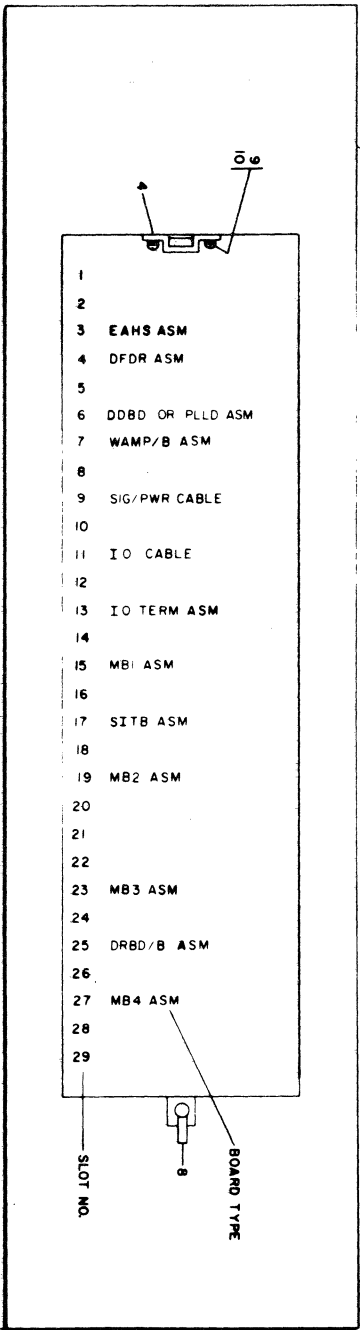 9
10
4
1
2
3 EAHS ASM
4 DFDR ASM
5
6 DDBD OR PLLD ASM
7 WAMP/B ASM
8
9 SIG/PWR CABLE
10
11 IO CABLE
12
13 IO TERM ASM
14
15 MB1 ASM
16
17 SITB ASM
18
19 MB2 ASM
20
21
22
23 MB3 ASM
24
25 DRBD/B ASM
26
27 MB4 ASM
28
29
8
SLOT NO.
BOARD TYPE